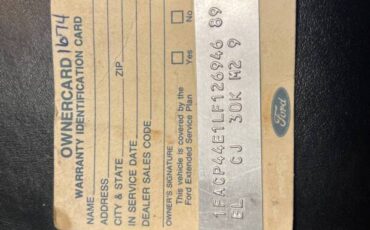 OWNERCARD 1674
WARRANTY IDENTIFICATION CARD
NAME
ADDRESS
CITY & STATE ZIP
IN SERVICE DATE
DEALER SALES CODE
OWNER'S SIGNATURE
This vehicle is covered by the
Ford Extended Service Plan
Yes No
1FACP44E1LF126946 89
6L CJ 30K M2 9
Ford